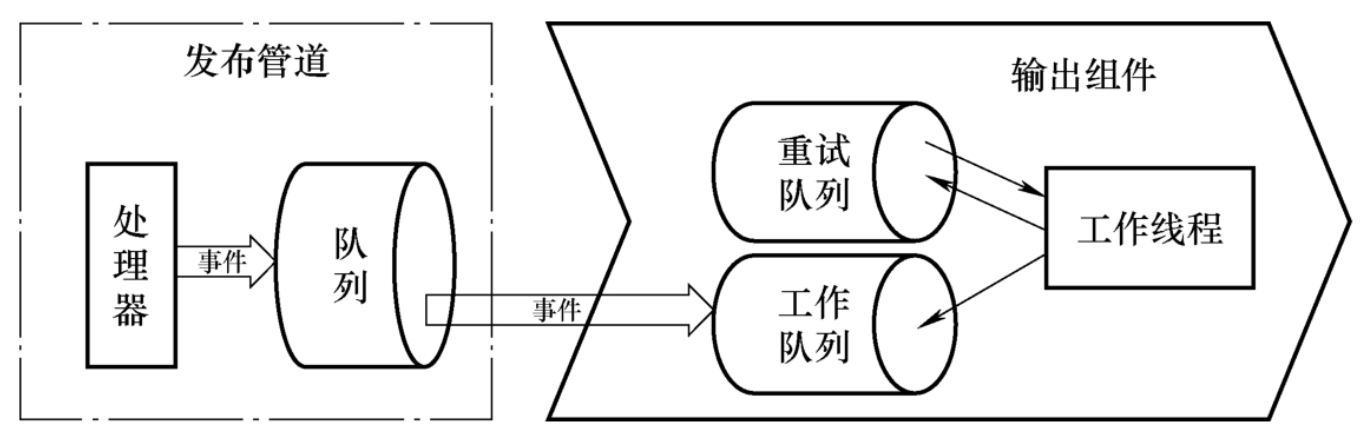 发布管道
处
理
器
事件
队
列
事件
输出组件
重试
队列
工作
队列
工作线程